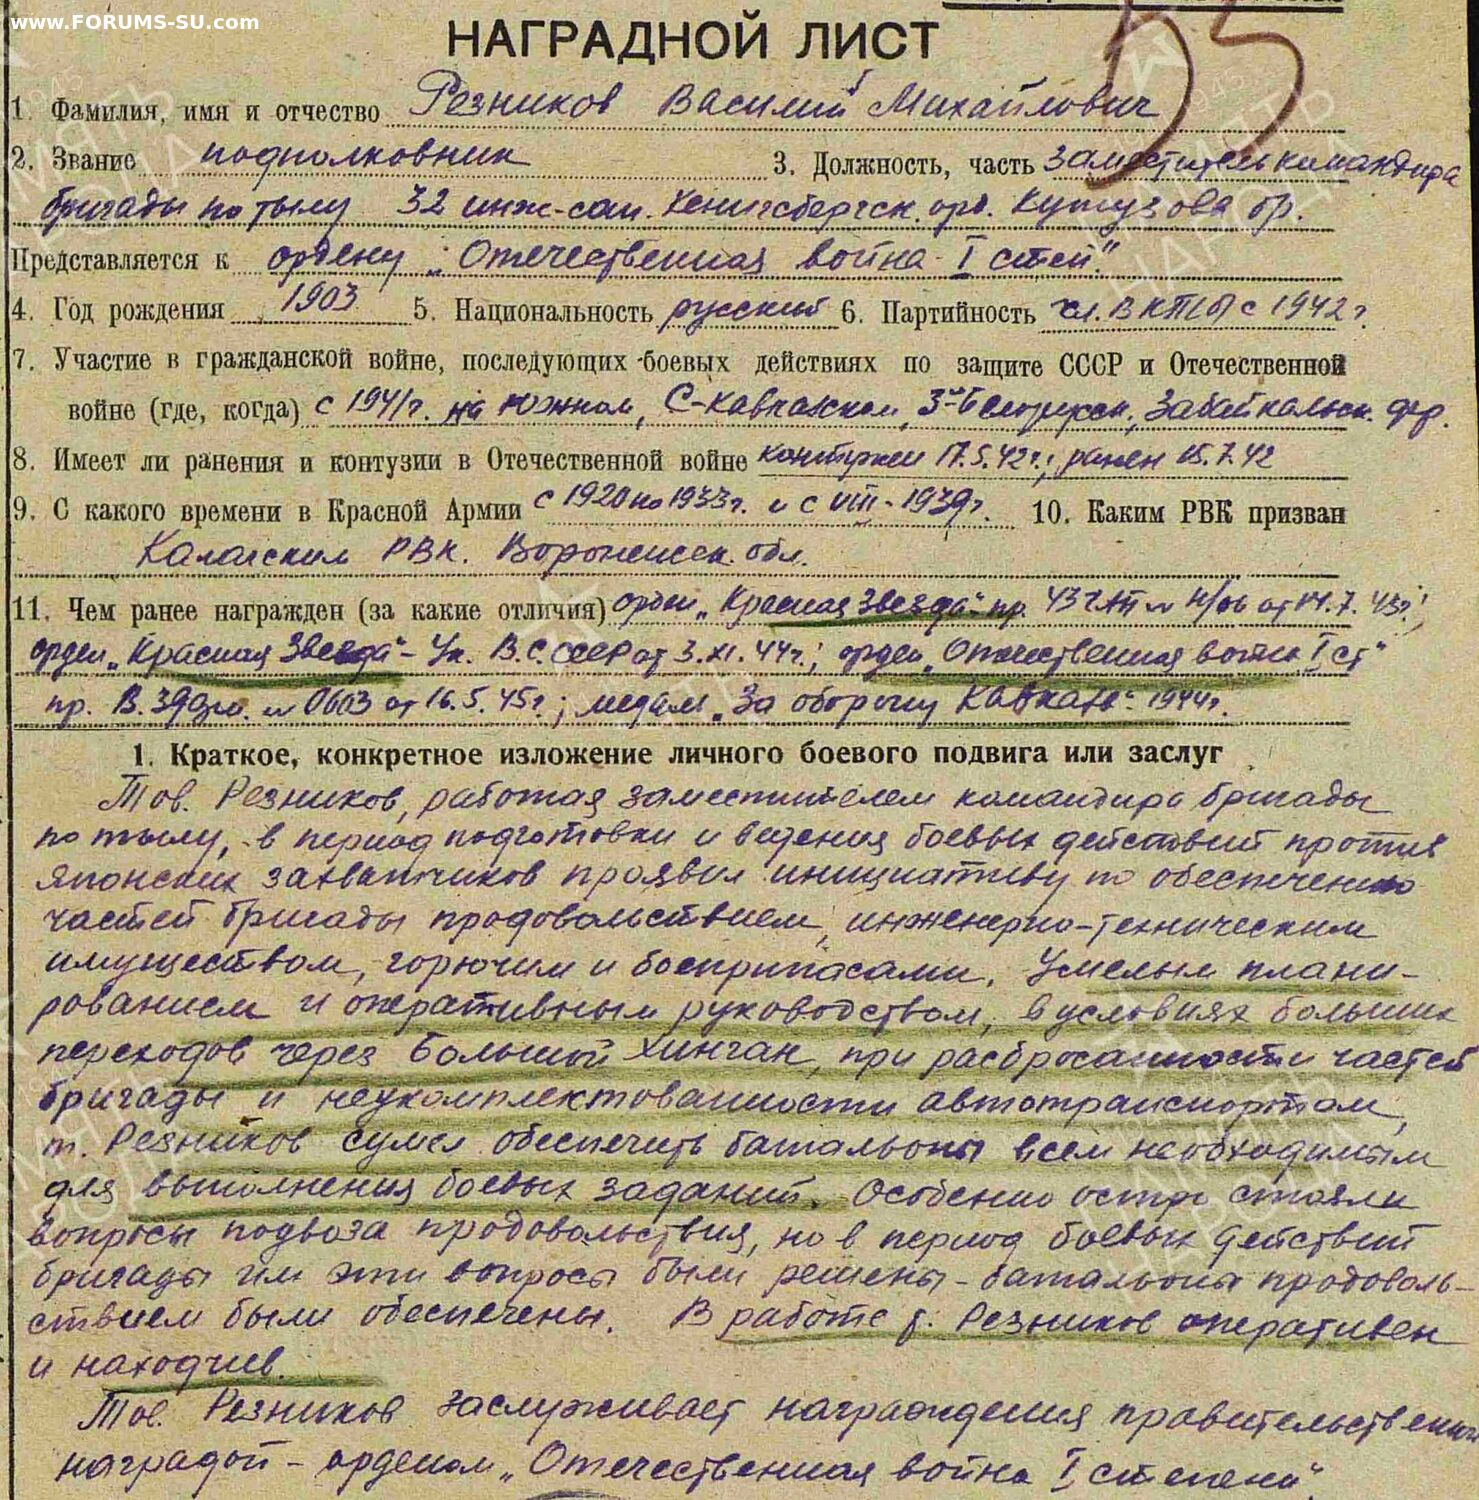 www.FORUMS-SU.com
НАГРАДНОЙ ЛИСТ
1. Фамилия, имя и отчество Резников Василий Михайлович
2. Звание подполковник 3. Должность, часть заместитель командира
бригады по тылу 32 инж-сап. Кенигсбергск. орд. Кутузова бр.
Представляется к ордену „Отечественная война I степ."
4. Год рождения 1903 5. Национальность русский 6. Партийность чл. ВКП(б) с 1942 г.
7. Участие в гражданской войне, последующих боевых действиях по защите СССР и Отечественной
войне (где, когда) с 1941 г. на Южном, С-Кавказском, 3-м Белорусск., Забайкальск. фр.
8. Имеет ли ранения и контузии в Отечественной войне контужен 17.5.42 г.; ранен 15.7.42
9. С какого времени в Красной Армии с 1920 по 1933 г. и с VIII - 1939 г. 10. Каким РВК призван
Калачским РВК. Воронежск. обл.
11. Чем ранее награжден (за какие отличия) орден „Красная Звезда" пр. 43 н/об от 14.7.43 г.;
орден „Красная Звезда" - Ук. В.С. СССР от 3.XI.44 г.; орден „Отечественная война I ст"
пр. В. 39 0603 от 16.5.45 г; медаль „За оборону Кавказа" 1944 г.
1. Краткое, конкретное изложение личного боевого подвига или заслуг
Тов. Резников, работая заместителем командира бригады
по тылу, в период подготовки и ведения боевых действий против
японских захватчиков проявил инициативу по обеспечению
частей бригады продовольствием, инженерно-техническим
имуществом, горючим и боеприпасами. Умелым плани-
рованием и оперативным руководством, в условиях больших
переходов через Большой Хинган, при разбросанности частей
бригады и неукомплектованности автотранспортом,
т. Резников сумел обеспечить батальоны всем необходимым
для выполнения боевых заданий. Особенно остро стояли
вопросы подвоза продовольствия, но в период боевых действий
бригады им эти вопросы были решены - батальоны продоволь-
ствием были обеспечены. В работе т. Резников оперативен
и находчив.
Тов. Резников заслуживает награждения правительственной
наградой - орденом „Отечественная война I степени".